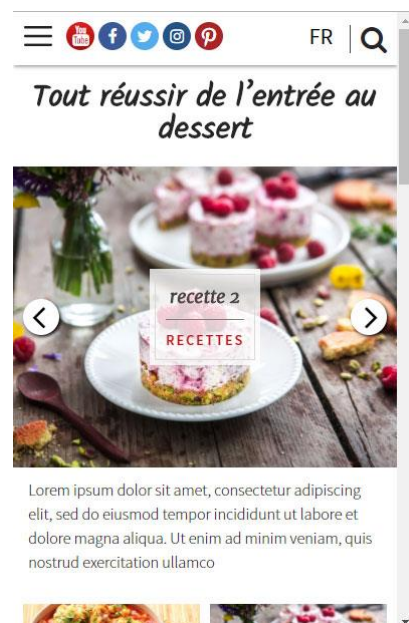 You
Tube
FR
Tout réussir de l’entrée au
dessert
recette 2
RECETTES
Lorem ipsum dolor sit amet, consectetur adipiscing
elit, sed do eiusmod tempor incididunt ut labore et
dolore magna aliqua. Ut enim ad minim veniam, quis
nostrud exercitation ullamco